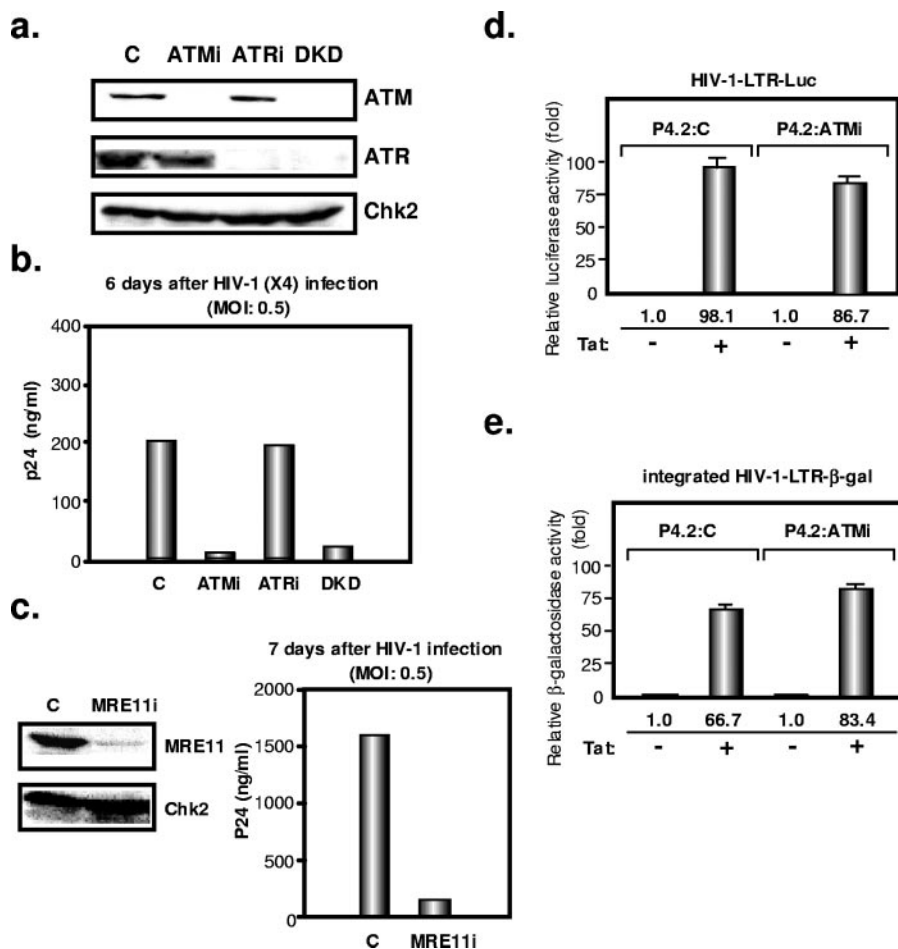 a.
C ATMi ATRi DKD
ATM
ATR
Chk2
b.
6 days after HIV-1 (X4) infection
(MOI: 0.5)
p24 (ng/ml)
400
300
200
100
0
C ATMi ATRi DKD
c.
C MRE11i
MRE11
Chk2
7 days after HIV-1 infection
(MOI: 0.5)
P24 (ng/ml)
2000
1500
1000
500
0
C MRE11i
d.
HIV-1-LTR-Luc
Relative luciferase activity (fold)
P4.2:C P4.2:ATMi
100
75
50
25
0
1.0 98.1 1.0 86.7
Tat: - + - +
e.
integrated HIV-1-LTR-β-gal
Relative β-galactosidase activity
(fold)
P4.2:C P4.2:ATMi
100
75
50
25
0
1.0 66.7 1.0 83.4
Tat: - + - +